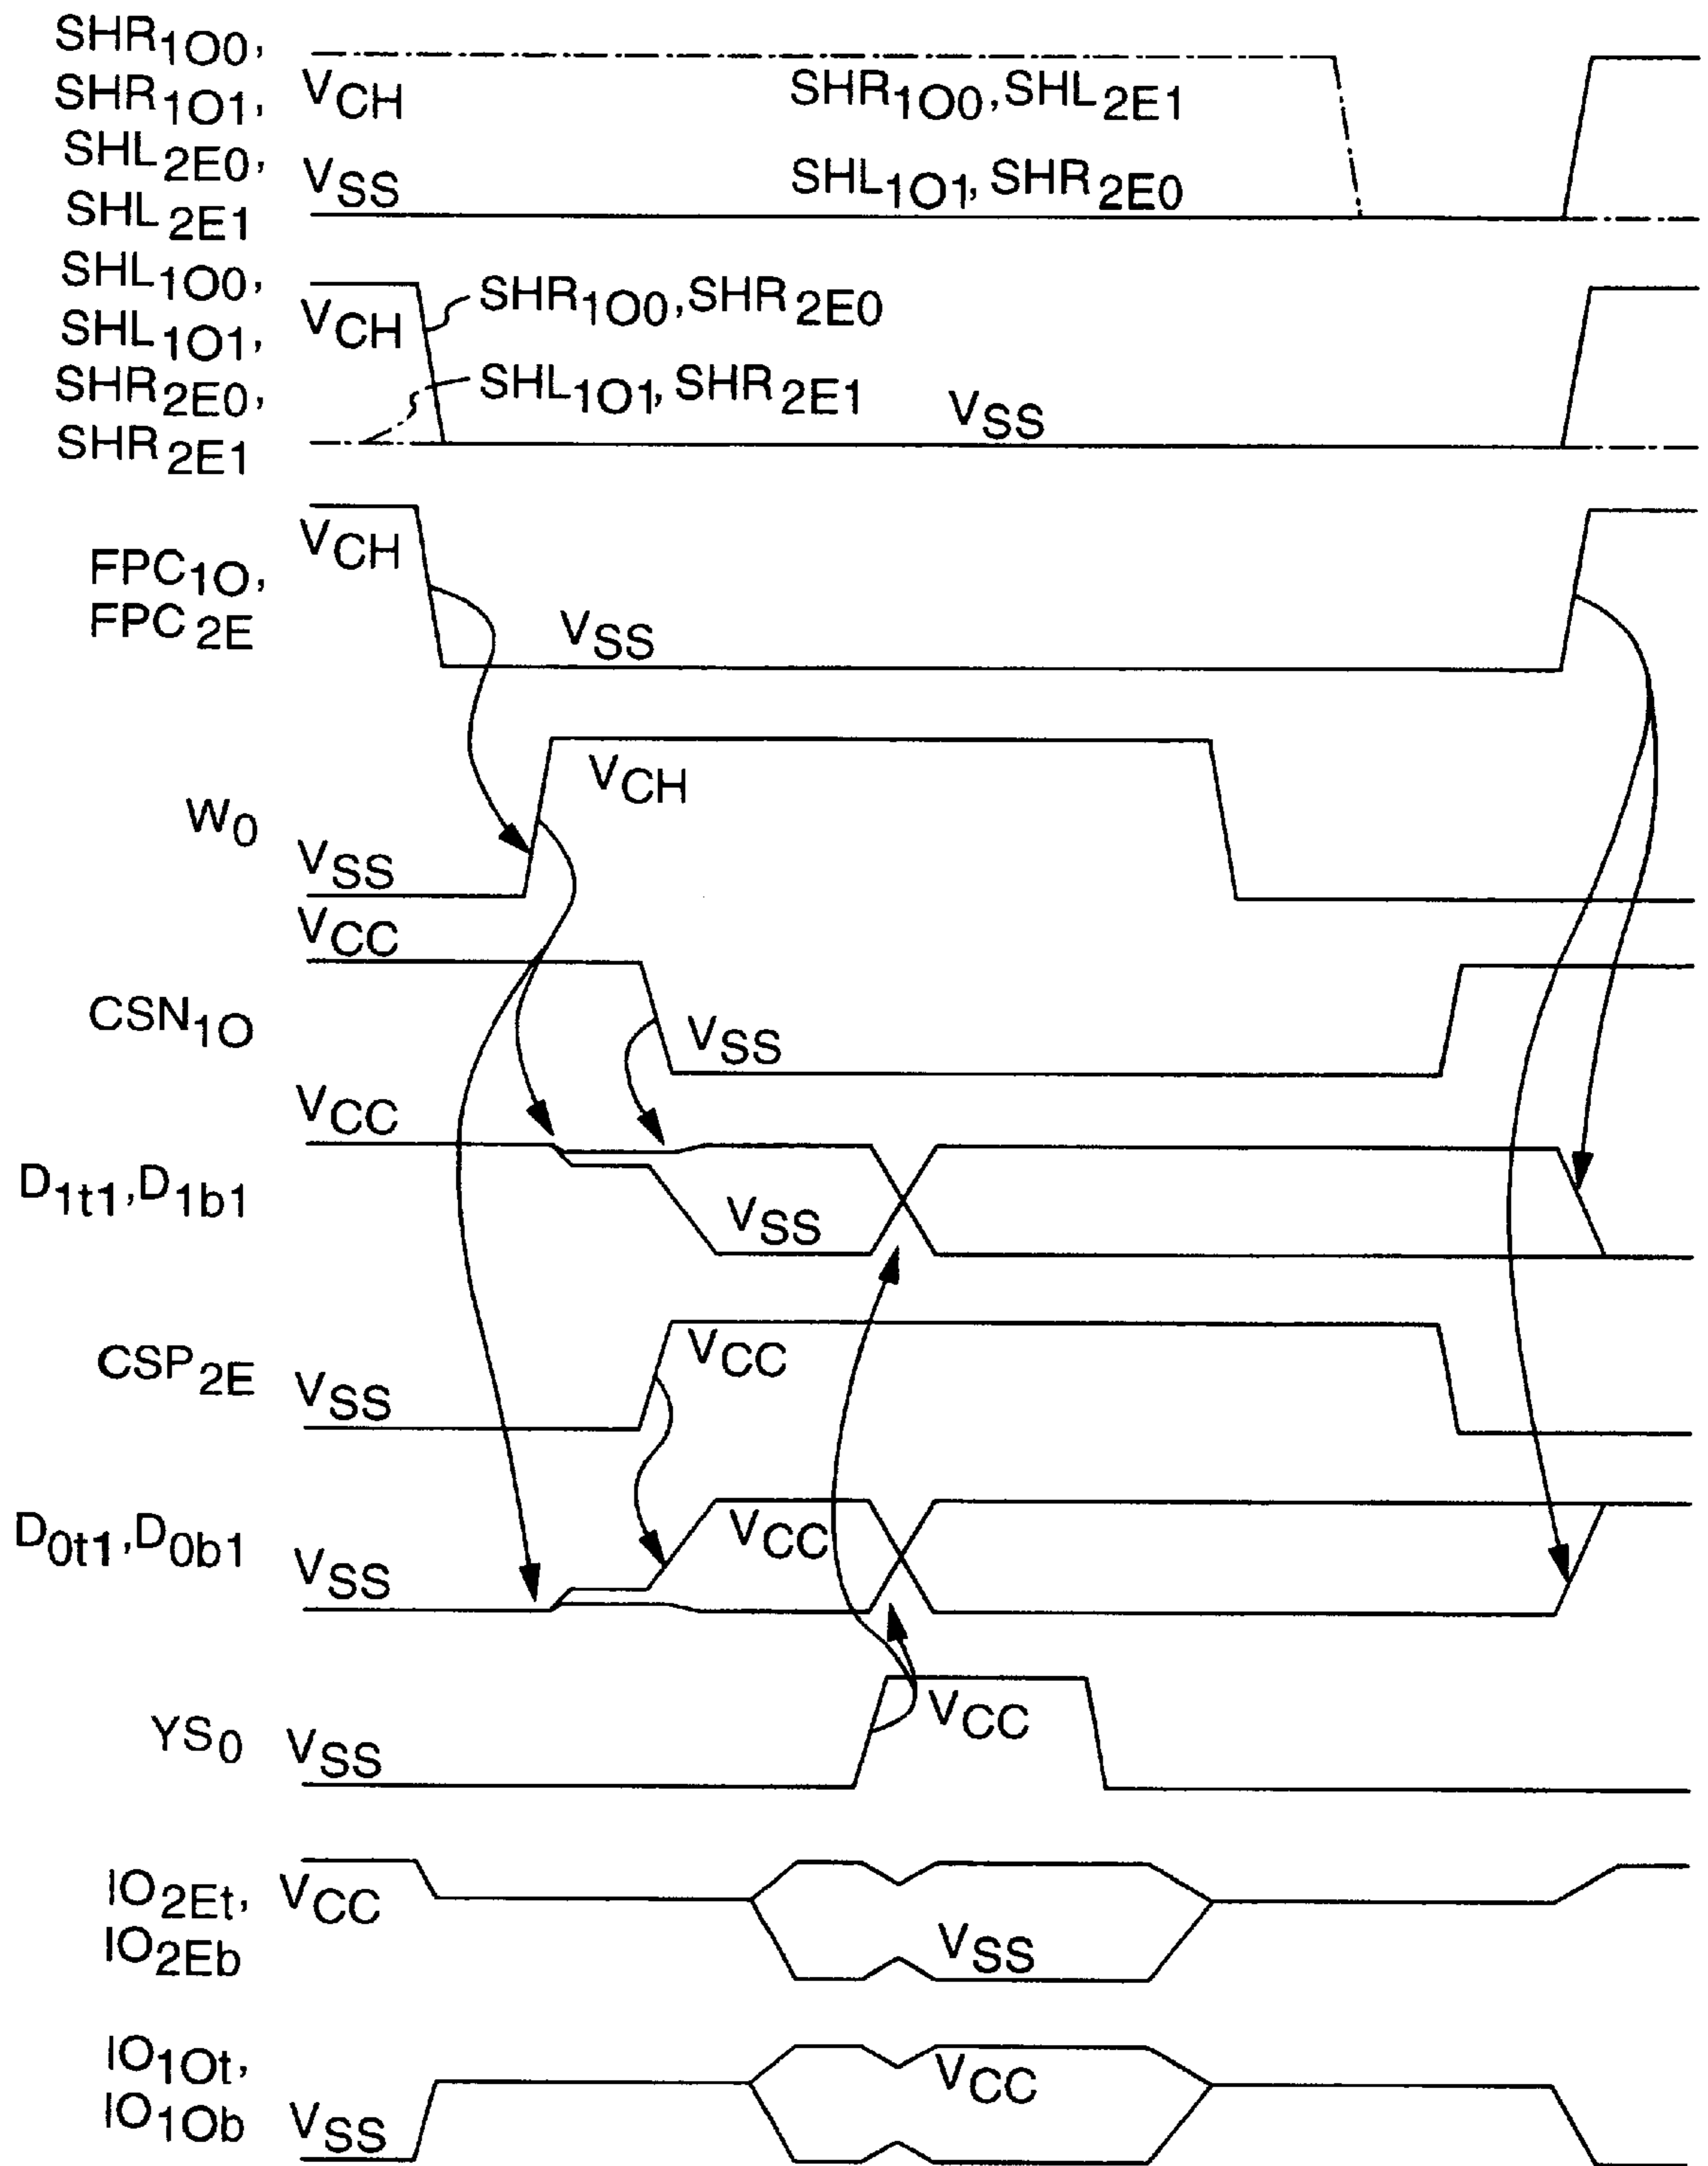 SHR1O0,
SHR1O1,
SHL2E0,
SHL2E1
VCH
VSS
SHR1O0, SHL2E1
SHL1O1, SHR2E0
SHL1O0,
SHL1O1,
SHR2E0,
SHR2E1
VCH
SHR1O0, SHR2E0
SHL1O1, SHR2E1
VSS
FPC1O,
FPC2E
VCH
VSS
W0
VSS
VCH
CSN1O
VCC
VSS
D1t1, D1b1
VCC
VSS
CSP2E
VSS
VCC
D0t1, D0b1
VSS
VCC
YS0
VSS
VCC
IO2Et,
IO2Eb
VCC
VSS
IO1Ot,
IO1Ob
VSS
VCC